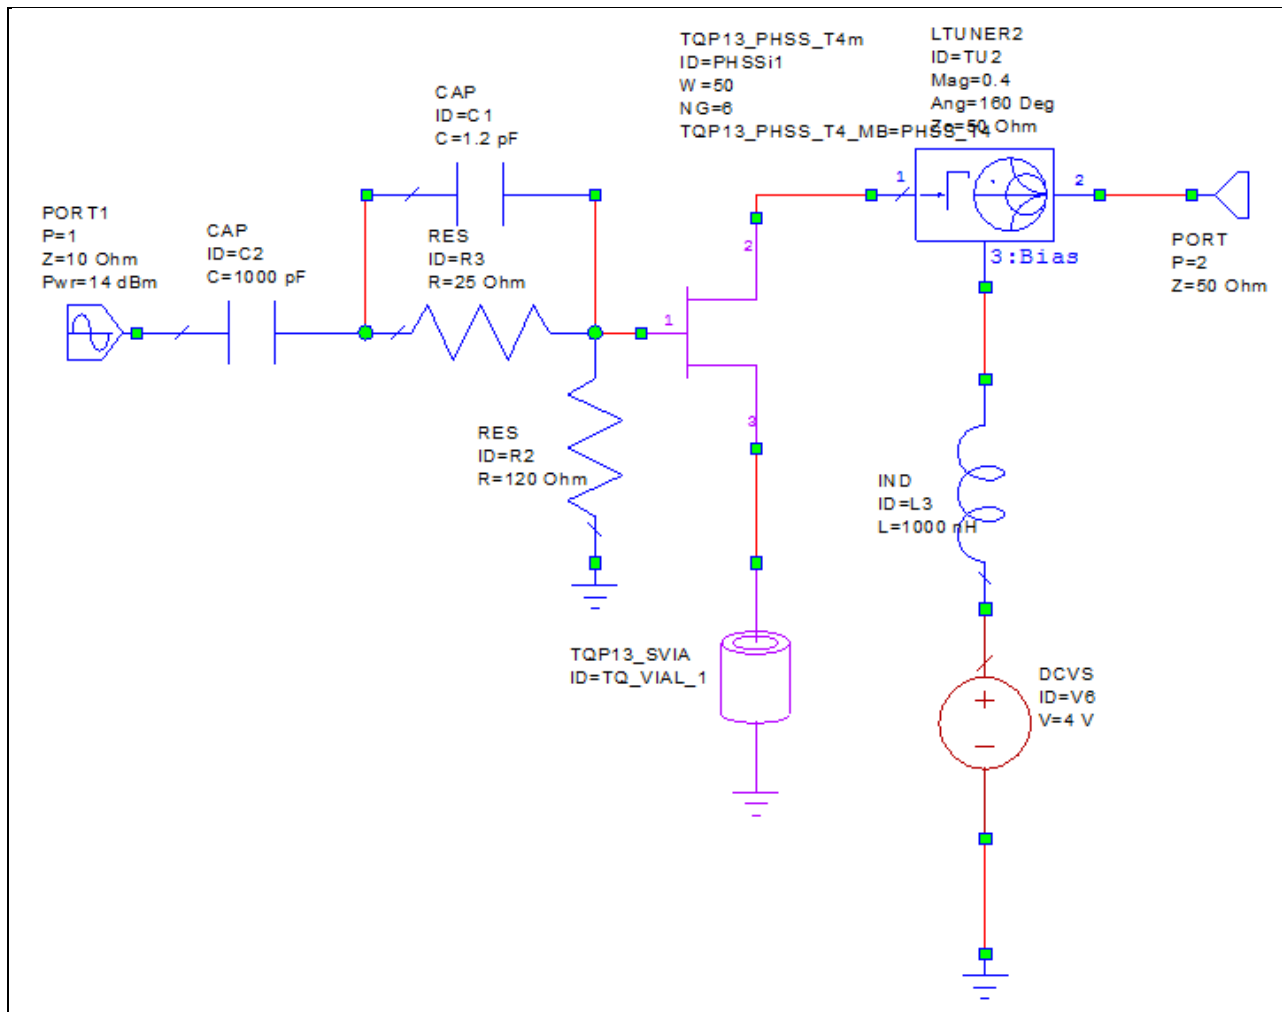 TQP13_PHSS_T4m
ID=PHSSi1
W=50
NG=6
TQP13_PHSS_T4_MB=PHSS_T4
LTUNER2
ID=TU2
Mag=0.4
Ang=160 Deg
Zo=50 Ohm
CAP
ID=C1
C=1.2 pF
PORT1
P=1
Z=10 Ohm
Pwr=14 dBm
CAP
ID=C2
C=1000 pF
RES
ID=R3
R=25 Ohm
1
2
3
1
2
3:Bias
PORT
P=2
Z=50 Ohm
RES
ID=R2
R=120 Ohm
IND
ID=L3
L=1000 nH
TQP13_SVIA
ID=TQ_VIAL_1
DCVS
ID=V6
V=4 V